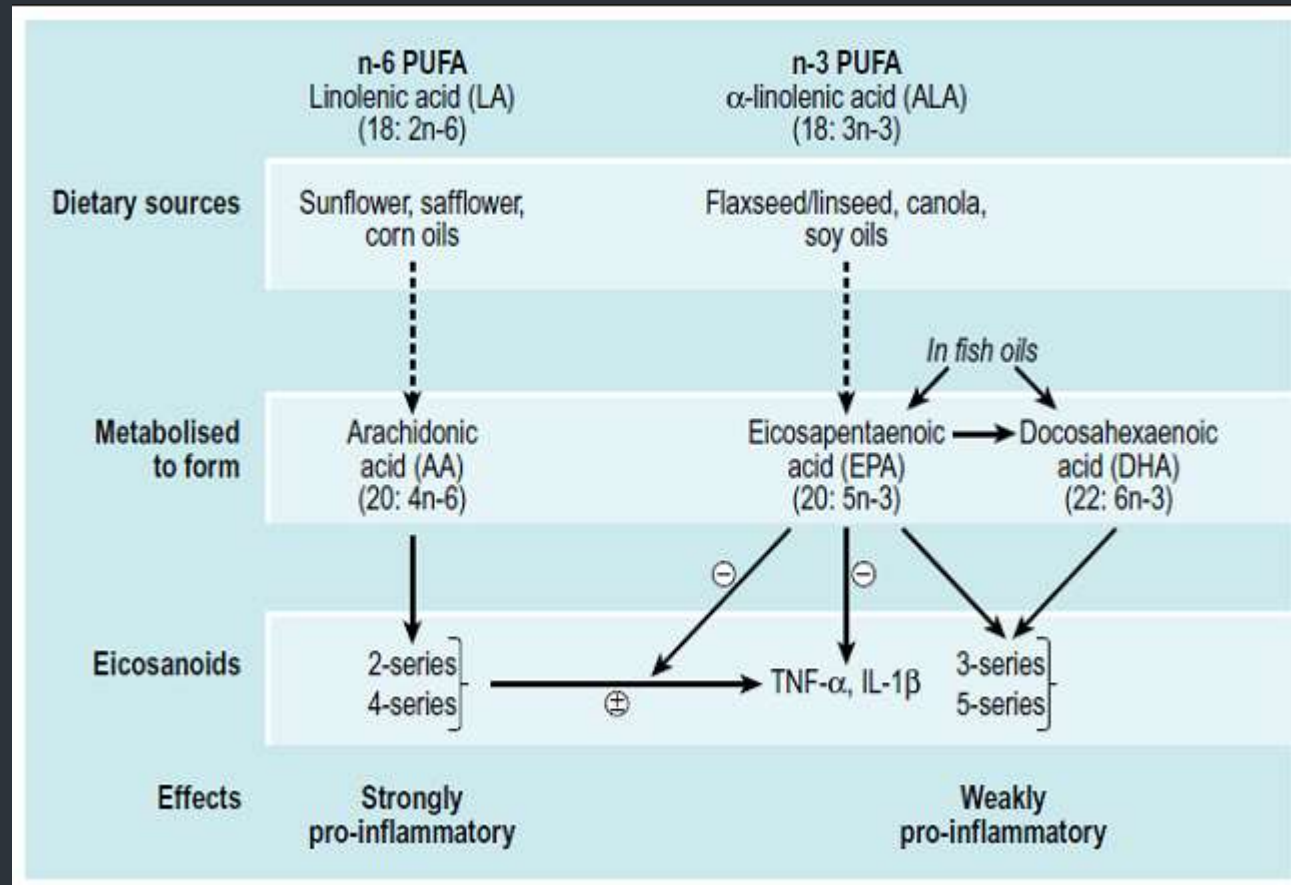 n-6 PUFA
Linolenic acid (LA)
(18: 2n-6)
n-3 PUFA
α-linolenic acid (ALA)
(18: 3n-3)
Dietary sources
Sunflower, safflower,
corn oils
Flaxseed/linseed, canola,
soy oils
In fish oils
Metabolised
to form
Arachidonic
acid (AA)
(20: 4n-6)
Eicosapentaenoic
acid (EPA)
(20: 5n-3)
Docosahexaenoic
acid (DHA)
(22: 6n-3)
−
−
Eicosanoids
2-series
4-series
±
TNF-α, IL-1β
3-series
5-series
Effects
Strongly
pro-inflammatory
Weakly
pro-inflammatory